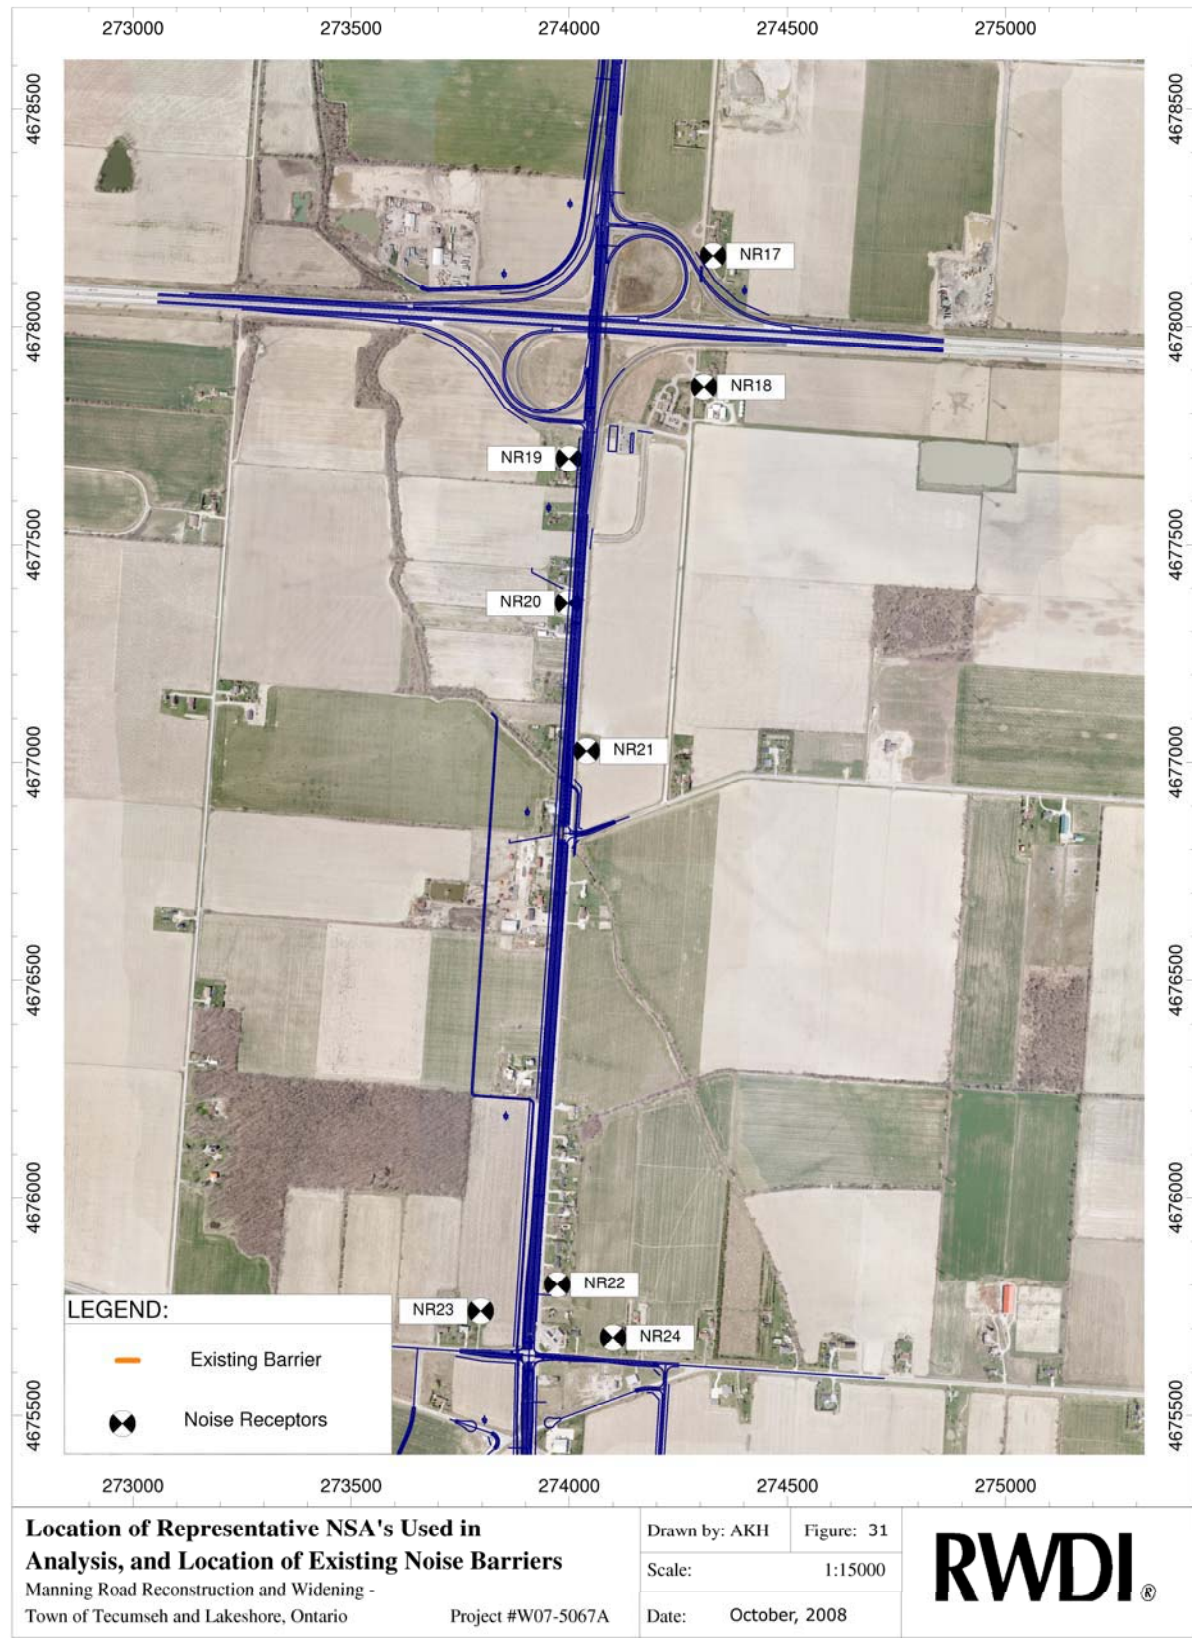 273000 273500 274000 274500 275000
4678500 4678500
NR17
4678000 4678000
NR18
NR19
4677500 4677500
NR20
4677000 4677000
NR21
4676500 4676500
4676000 4676000
NR22
NR23
NR24
LEGEND:
Existing Barrier
Noise Receptors
4675500 4675500
273000 273500 274000 274500 275000
Location of Representative NSA's Used in
Analysis, and Location of Existing Noise Barriers
Manning Road Reconstruction and Widening -
Town of Tecumseh and Lakeshore, Ontario Project #W07-5067A
Drawn by: AKH Figure: 31
Scale: 1:15000
Date: October, 2008
RWDI®